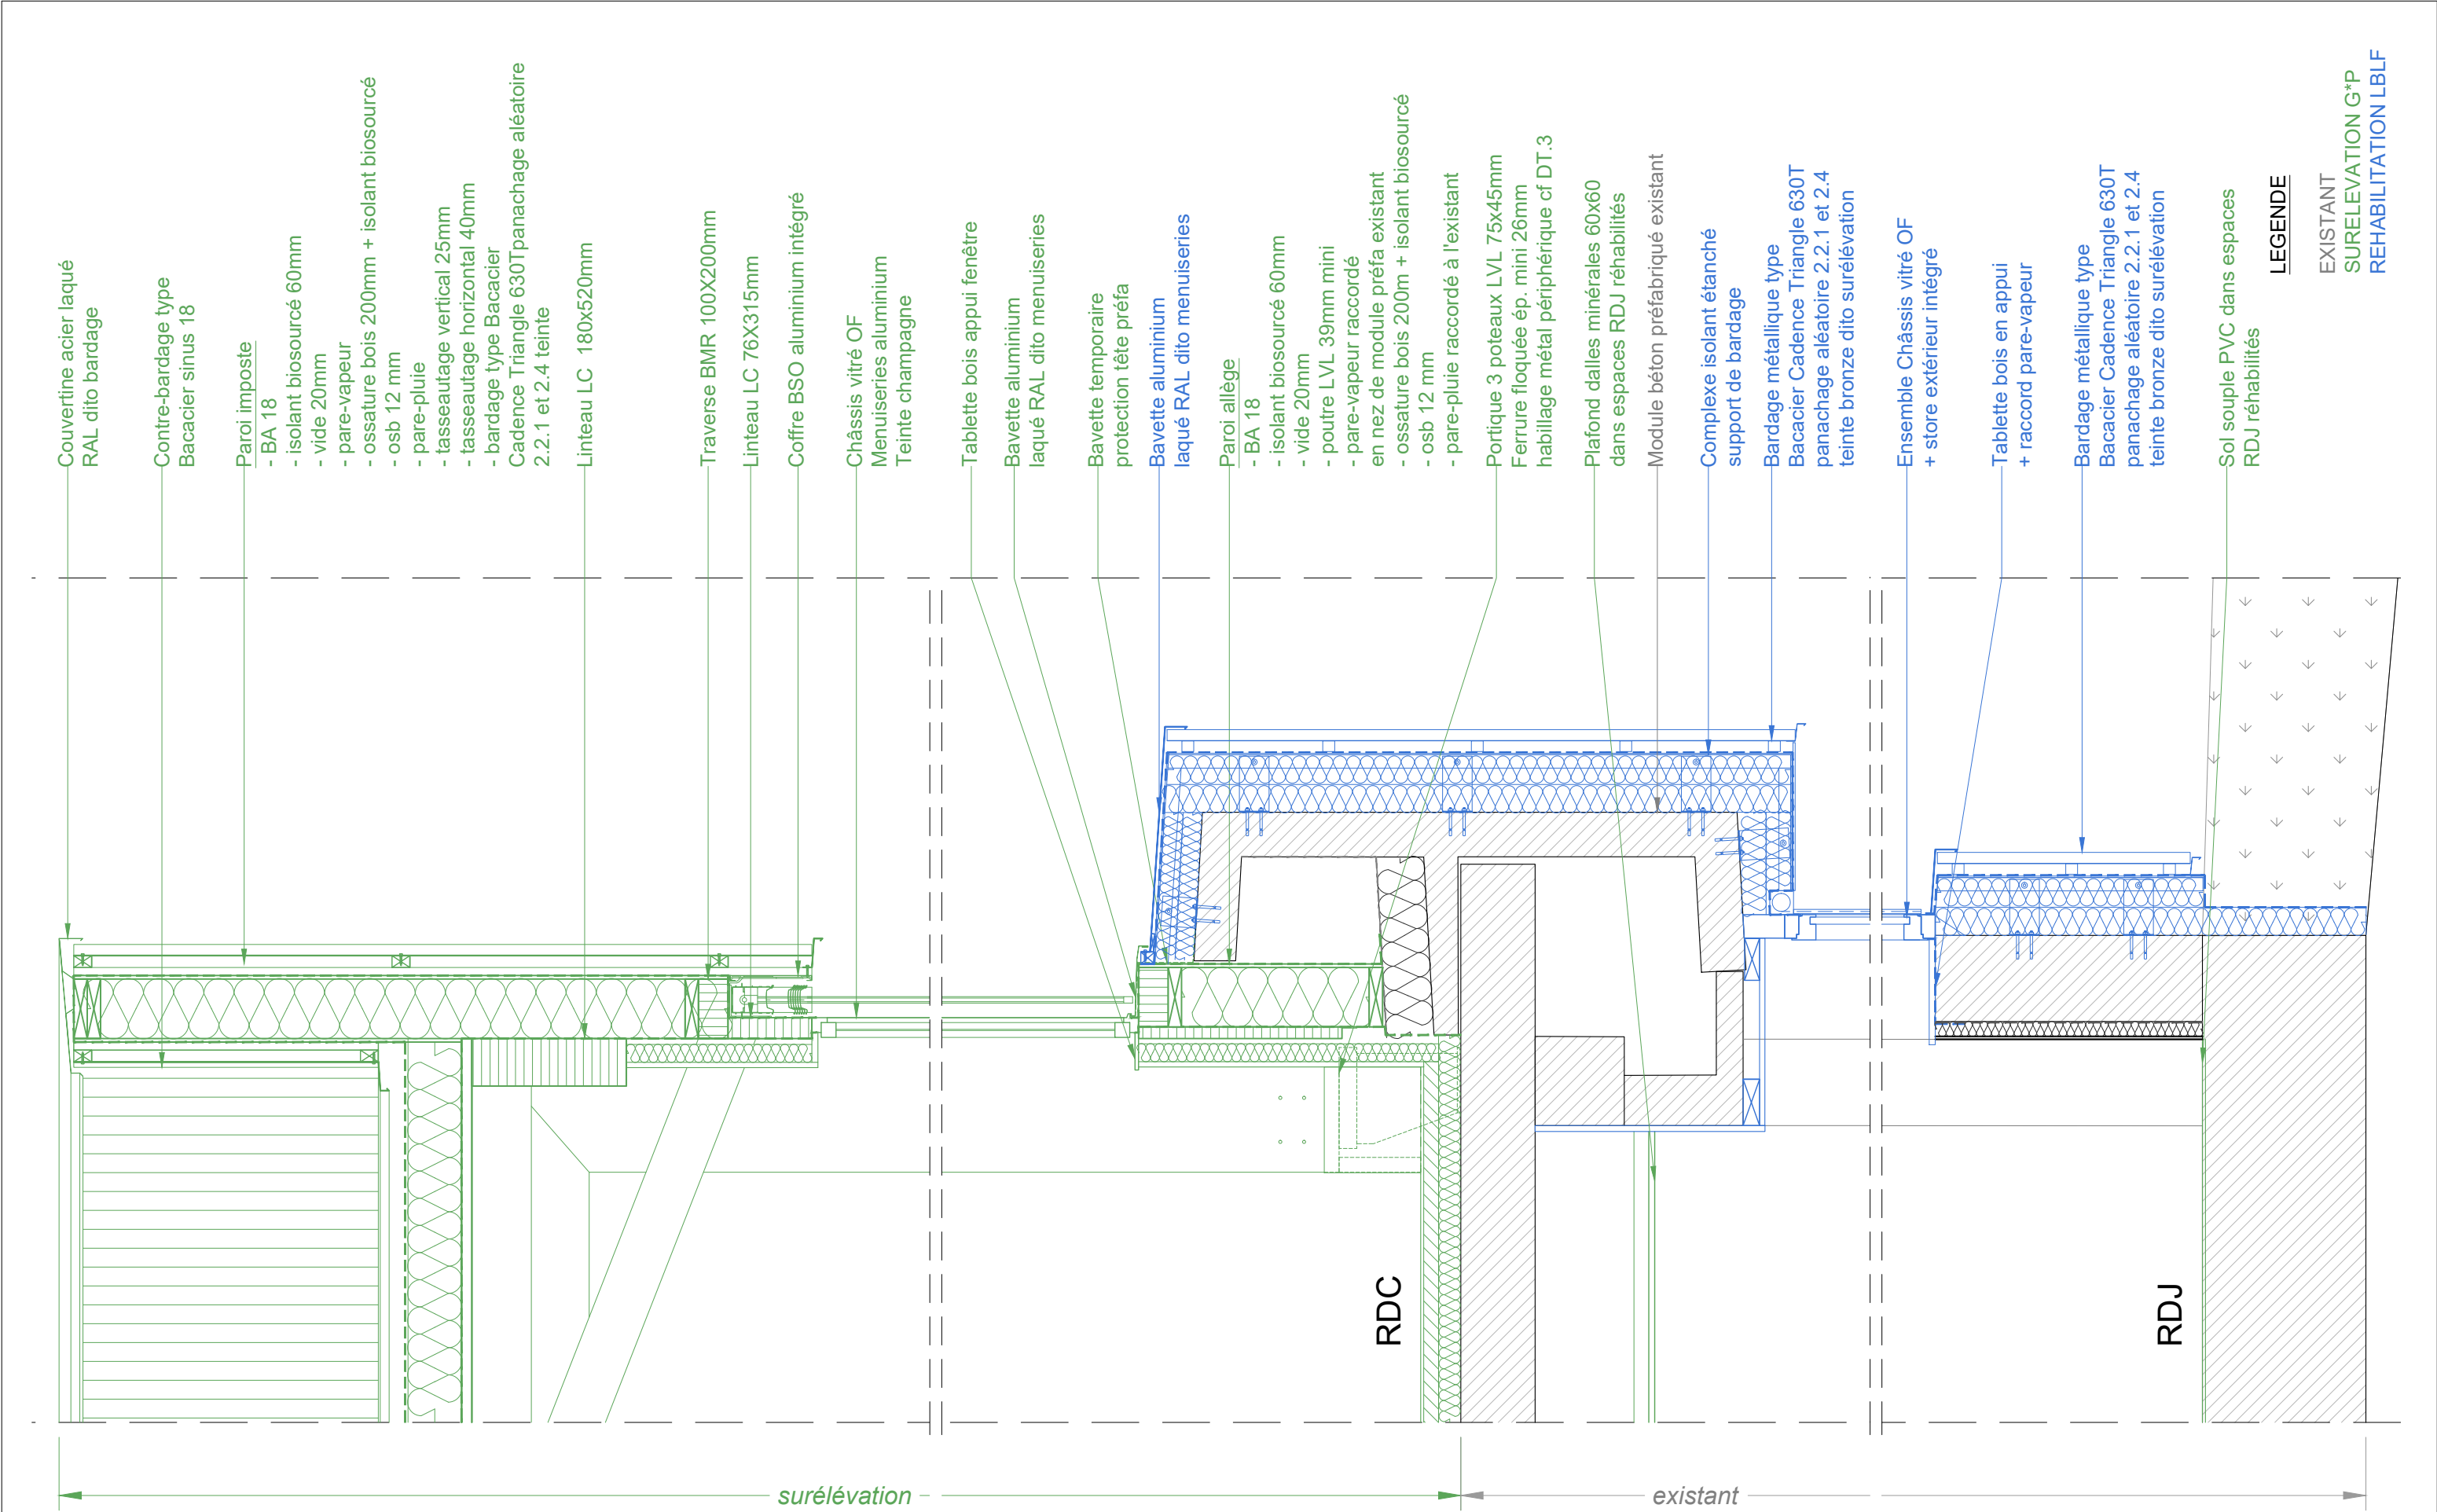 Couvertine acier laqué
RAL dito bardage
Contre-bardage type
Bacacier sinus 18
Paroi imposte
- BA 18
- isolant biosourcé 60mm
- vide 20mm
- pare-vapeur
- ossature bois 200mm + isolant biosourcé
- osb 12 mm
- pare-pluie
- tasseautage vertical 25mm
- tasseautage horizontal 40mm
- bardage type Bacacier
Cadence Triangle 630Tpanachage aléatoire
2.2.1 et 2.4 teinte
Linteau LC 180x520mm
Traverse BMR 100X200mm
Linteau LC 76X315mm
Coffre BSO aluminium intégré
Châssis vitré OF
Menuiseries aluminium
Teinte champagne
Tablette bois appui fenêtre
Bavette aluminium
laqué RAL dito menuiseries
Bavette temporaire
protection tête préfa
Bavette aluminium
laqué RAL dito menuiseries
Paroi allège
- BA 18
- isolant biosourcé 60mm
- vide 20mm
- poutre LVL 39mm mini
- pare-vapeur raccordé
en nez de module préfa existant
- ossature bois 200m + isolant biosourcé
- osb 12 mm
- pare-pluie raccordé à l'existant
Portique 3 poteaux LVL 75x45mm
Ferrure floquée ép. mini 26mm
habillage métal périphérique cf DT.3
Plafond dalles minérales 60x60
dans espaces RDJ réhabilités
Module béton préfabriqué existant
Complexe isolant étanché
support de bardage
Bardage métallique type
Bacacier Cadence Triangle 630T
panachage aléatoire 2.2.1 et 2.4
teinte bronze dito surélévation
Ensemble Châssis vitré OF
+ store extérieur intégré
Tablette bois en appui
+ raccord pare-vapeur
Bardage métallique type
Bacacier Cadence Triangle 630T
panachage aléatoire 2.2.1 et 2.4
teinte bronze dito surélévation
Sol souple PVC dans espaces
RDJ réhabilités
LEGENDE
EXISTANT
SURELEVATION G*P
REHABILITATION LBLF
RDC
RDJ
surélévation
existant